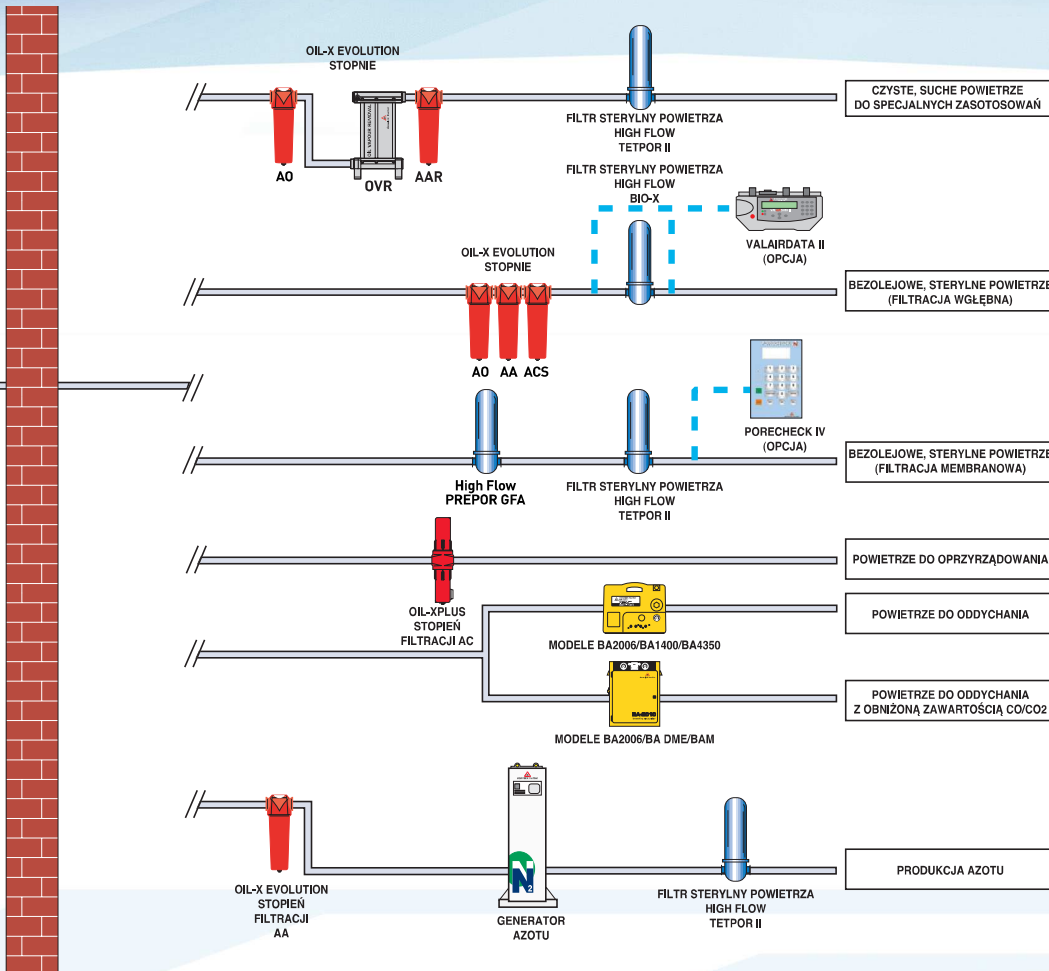 OIL-X EVOLUTION
STOPNIE
AO
OIL VAPOUR REMOVAL
OVR
AAR
FILTR STERYLNY POWIETRZA
HIGH FLOW
TETPOR II
CZYSTE, SUCHE POWIETRZE
DO SPECJALNYCH ZASOTOSOWAŃ
FILTR STERYLNY POWIETRZA
HIGH FLOW
BIO-X
VALAIRDATA II
(OPCJA)
OIL-X EVOLUTION
STOPNIE
AO AA ACS
BEZOLEJOWE, STERYLNE POWIETRZE
(FILTRACJA WGŁĘBNA)
PORECHECK IV
(OPCJA)
High Flow
PREPOR GFA
FILTR STERYLNY POWIETRZA
HIGH FLOW
TETPOR II
BEZOLEJOWE, STERYLNE POWIETRZE
(FILTRACJA MEMBRANOWA)
OIL-XPLUS
STOPIEŃ
FILTRACJI AC
POWIETRZE DO OPRZYRZĄDOWANIA
MODELE BA2006/BA1400/BA4350
POWIETRZE DO ODDYCHANIA
MODELE BA2006/BA DME/BAM
POWIETRZE DO ODDYCHANIA
Z OBNIŻONĄ ZAWARTOŚCIĄ CO/CO2
OIL-X EVOLUTION
STOPIEŃ
FILTRACJI
AA
N2
GENERATOR
AZOTU
FILTR STERYLNY POWIETRZA
HIGH FLOW
TETPOR II
PRODUKCJA AZOTU